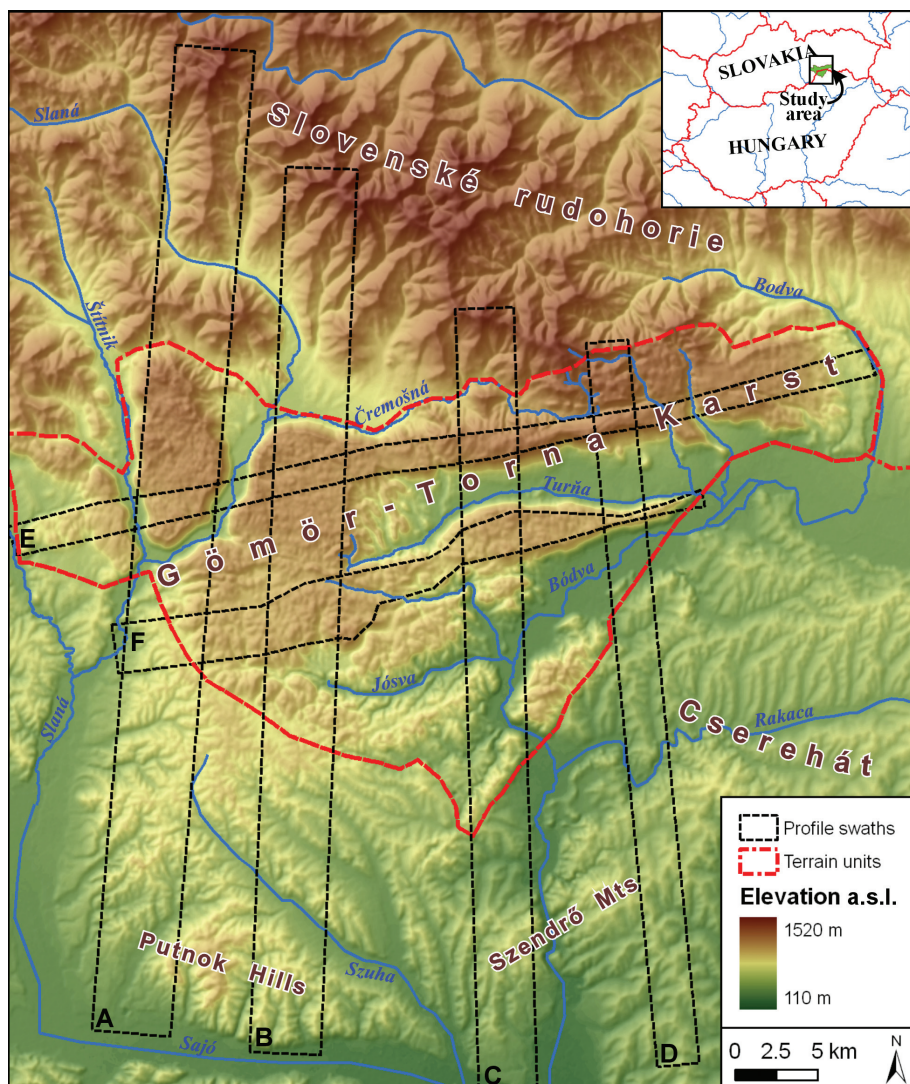 SLOVAKIA
Study
area
HUNGARY
Slaná
Slovenské rudohorie
Bodva
Štítnik
Čremošná
Gömör-Torna Karst
Turňa
E
Bódva
F
Jósva
Slaná
Rakaca
Cserehát
Szendrő Mts
Putnok Hills
Szuha
A
B
C
D
Sajó
Profile swaths
Terrain units
Elevation a.s.l.
1520 m
110 m
0 2.5 5 km
N